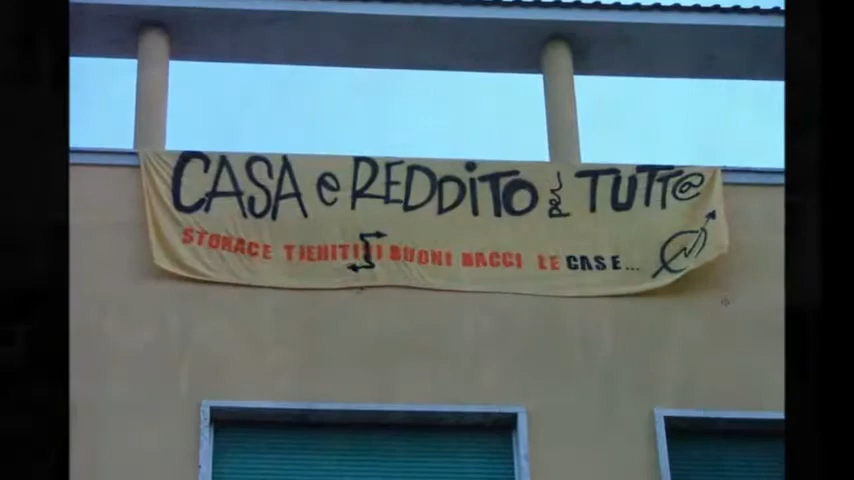 CASA e REDDiTO per TUTT@
STORACE TIENITI I BUONI DACCI LE CASE...